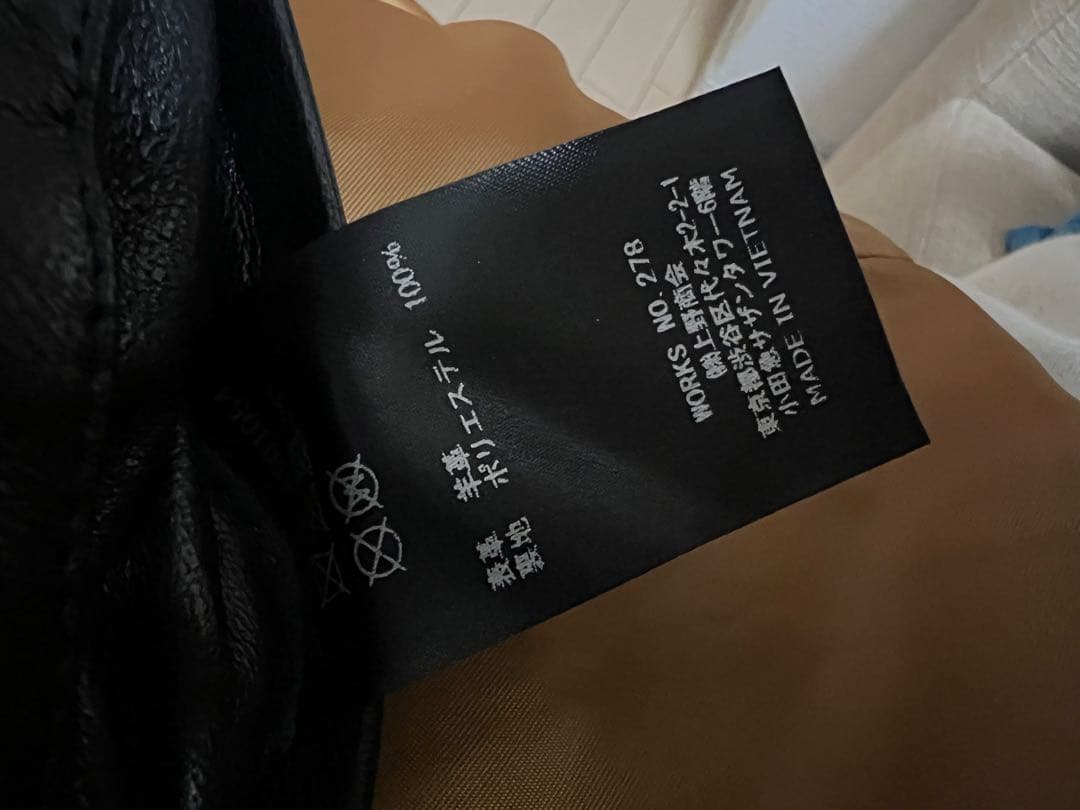 表革 羊革
裏地 ポリエステル 100%
WORKS NO. 278
㈱上野商会
東京都渋谷区代々木2-2-1
小田急サザンタワー6階
MADE IN VIETNAM